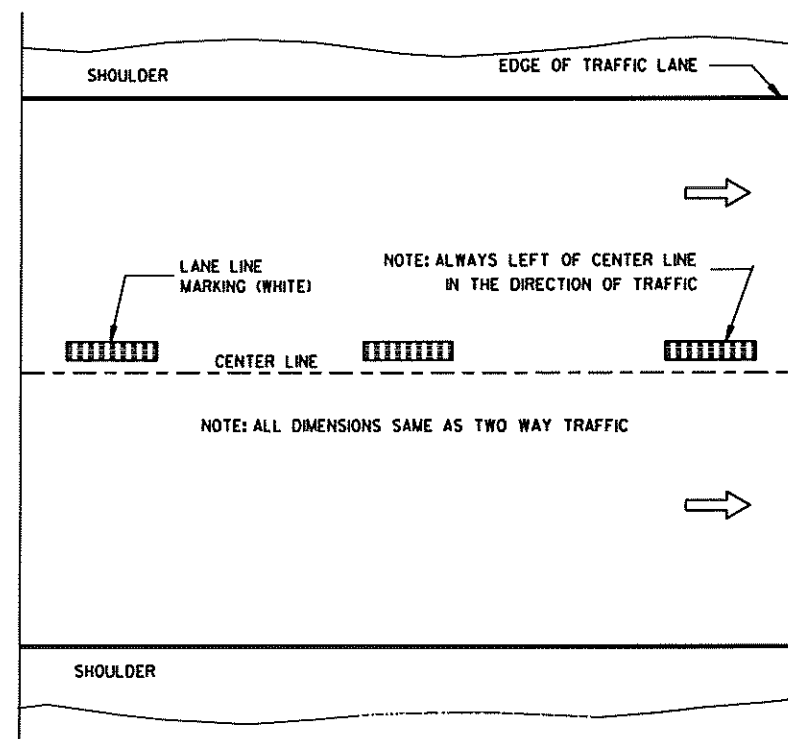 SHOULDER
EDGE OF TRAFFIC LANE
LANE LINE
MARKING (WHITE)
NOTE: ALWAYS LEFT OF CENTER LINE
IN THE DIRECTION OF TRAFFIC
CENTER LINE
NOTE: ALL DIMENSIONS SAME AS TWO WAY TRAFFIC
SHOULDER